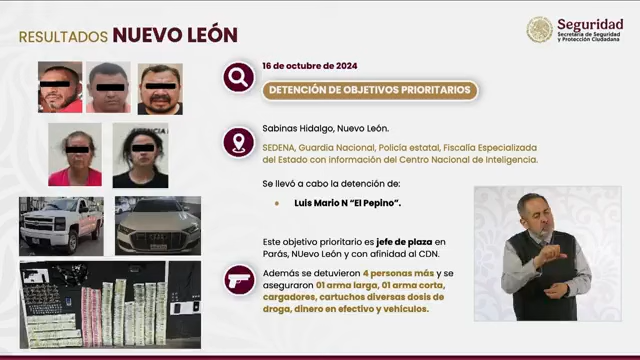 RESULTADOS NUEVO LEÓN
Seguridad
Secretaría de Seguridad
y Protección Ciudadana
16 de octubre de 2024
DETENCIÓN DE OBJETIVOS PRIORITARIOS
Sabinas Hidalgo, Nuevo León.
SEDENA, Guardia Nacional, Policía estatal, Fiscalía Especializada
del Estado con información del Centro Nacional de Inteligencia.
Se llevó a cabo la detención de:
• Luis Mario N “El Pepino”.
Este objetivo prioritario es jefe de plaza en
Parás, NUevo León y con afinidad al CDN.
Además se detuvieron 4 personas más y se
aseguraron 01 arma larga, 01 arma corta,
cargadores, cartuchos diversas dosis de
droga, dinero en efectivo y vehículos.